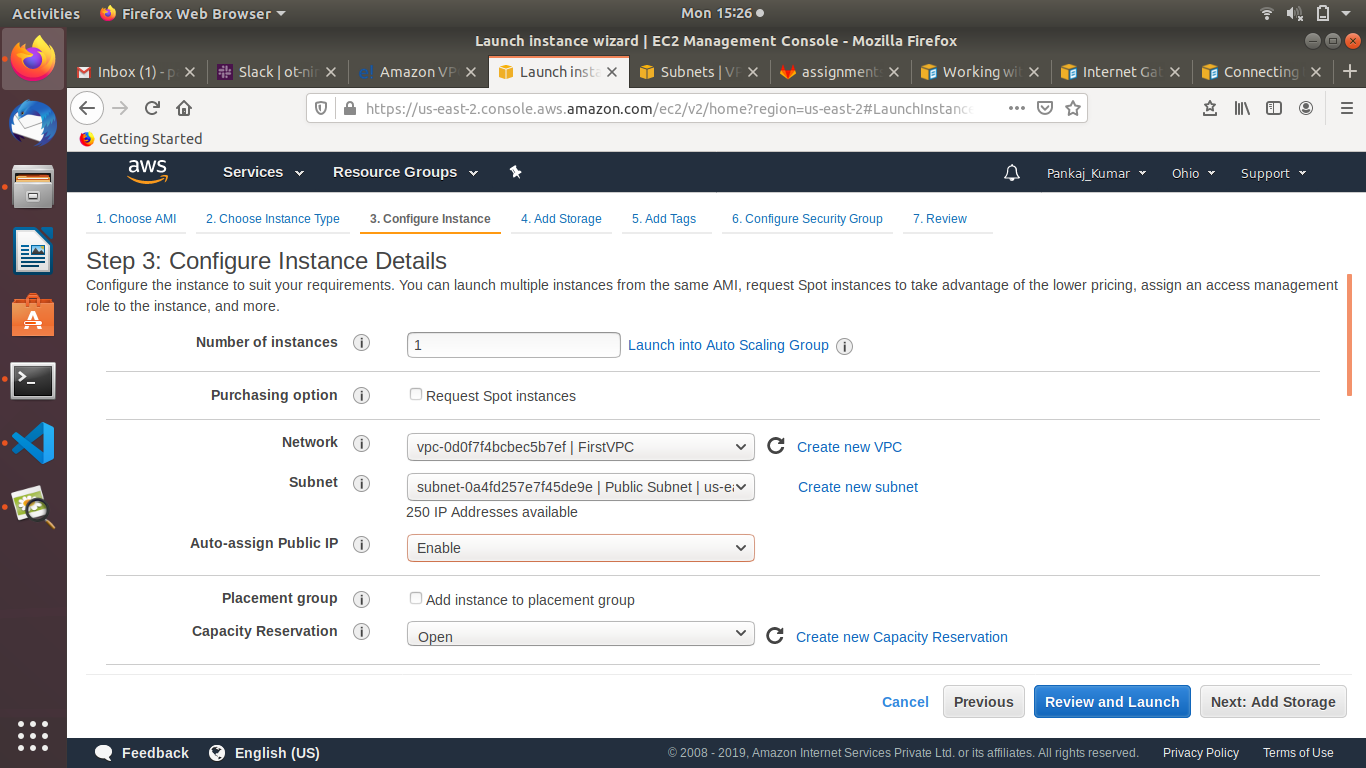 Activities Firefox Web Browser Mon 15:26
Launch instance wizard | EC2 Management Console - Mozilla Firefox
Inbox (1) - p Slack | ot-nin Amazon VPC Launch insta Subnets | VP assignments Working wi Internet Gat Connecting
https://us-east-2.console.aws.amazon.com/ec2/v2/home?region=us-east-2#LaunchInstance
Getting Started
aws Services Resource Groups Pankaj_Kumar Ohio Support
1. Choose AMI 2. Choose Instance Type 3. Configure Instance 4. Add Storage 5. Add Tags 6. Configure Security Group 7. Review
Step 3: Configure Instance Details
Configure the instance to suit your requirements. You can launch multiple instances from the same AMI, request Spot instances to take advantage of the lower pricing, assign an access management
role to the instance, and more.
Number of instances i 1 Launch into Auto Scaling Group i
Purchasing option i Request Spot instances
Network i vpc-0d0f7f4bcbec5b7ef | FirstVPC Create new VPC
Subnet i subnet-0a4fd257e7f45de9e | Public Subnet | us-ea Create new subnet
250 IP Addresses available
Auto-assign Public IP i Enable
Placement group i Add instance to placement group
Capacity Reservation i Open Create new Capacity Reservation
Cancel Previous Review and Launch Next: Add Storage
Feedback English (US) © 2008 - 2019, Amazon Internet Services Private Ltd. or its affiliates. All rights reserved. Privacy Policy Terms of Use